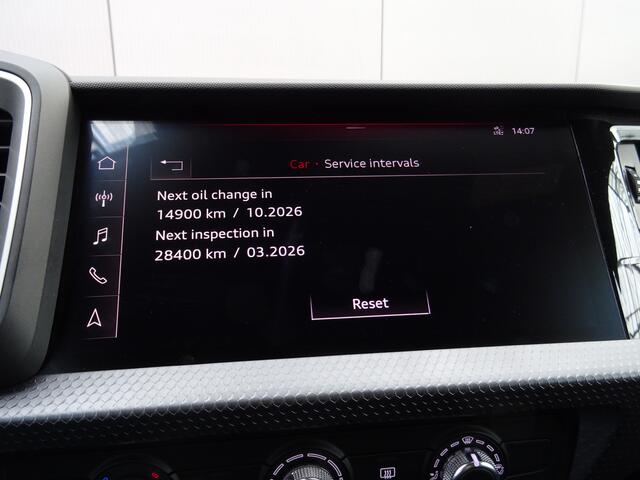 14:07
Car · Service intervals
Next oil change in
14900 km / 10.2026
Next inspection in
28400 km / 03.2026
Reset